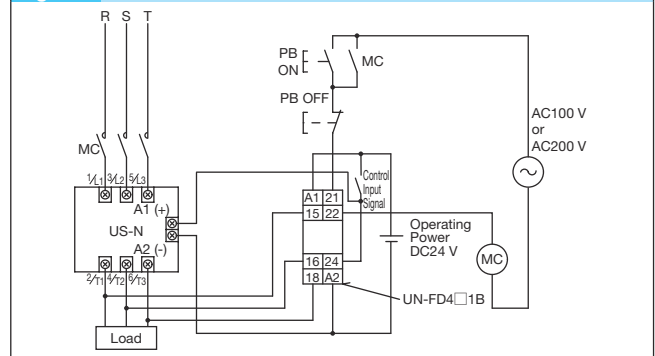 R S T
PB
ON
MC
PB OFF
AC100 V
or
AC200 V
MC
1/L1 3/L2 5/L3
Control
Input
Signal
A1 (+)
A1 21
15 22
US-N
Operating
Power
DC24 V
A2 (-)
MC
16 24
2/T1 4/T2 6/T3
18 A2
UN-FD4□1B
Load